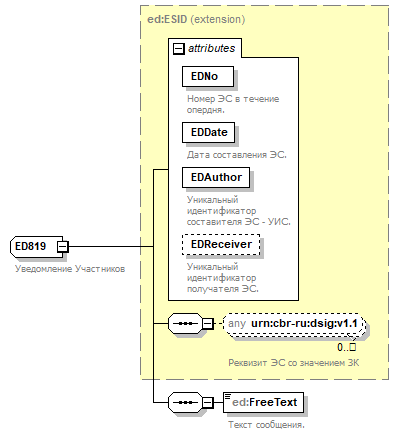 ed:ESID (extension)
attributes
EDNo
Номер ЭС в течение
опердня.
EDDate
Дата составления ЭС.
EDAuthor
Уникальный
идентификатор
составителя ЭС - УИС.
EDReceiver
Уникальный
идентификатор
получателя ЭС.
ED819
Уведомление Участников
any urn:cbr-ru:dsig:v1.1
Реквизит ЭС со значением ЗК
ed:FreeText
Текст сообщения.